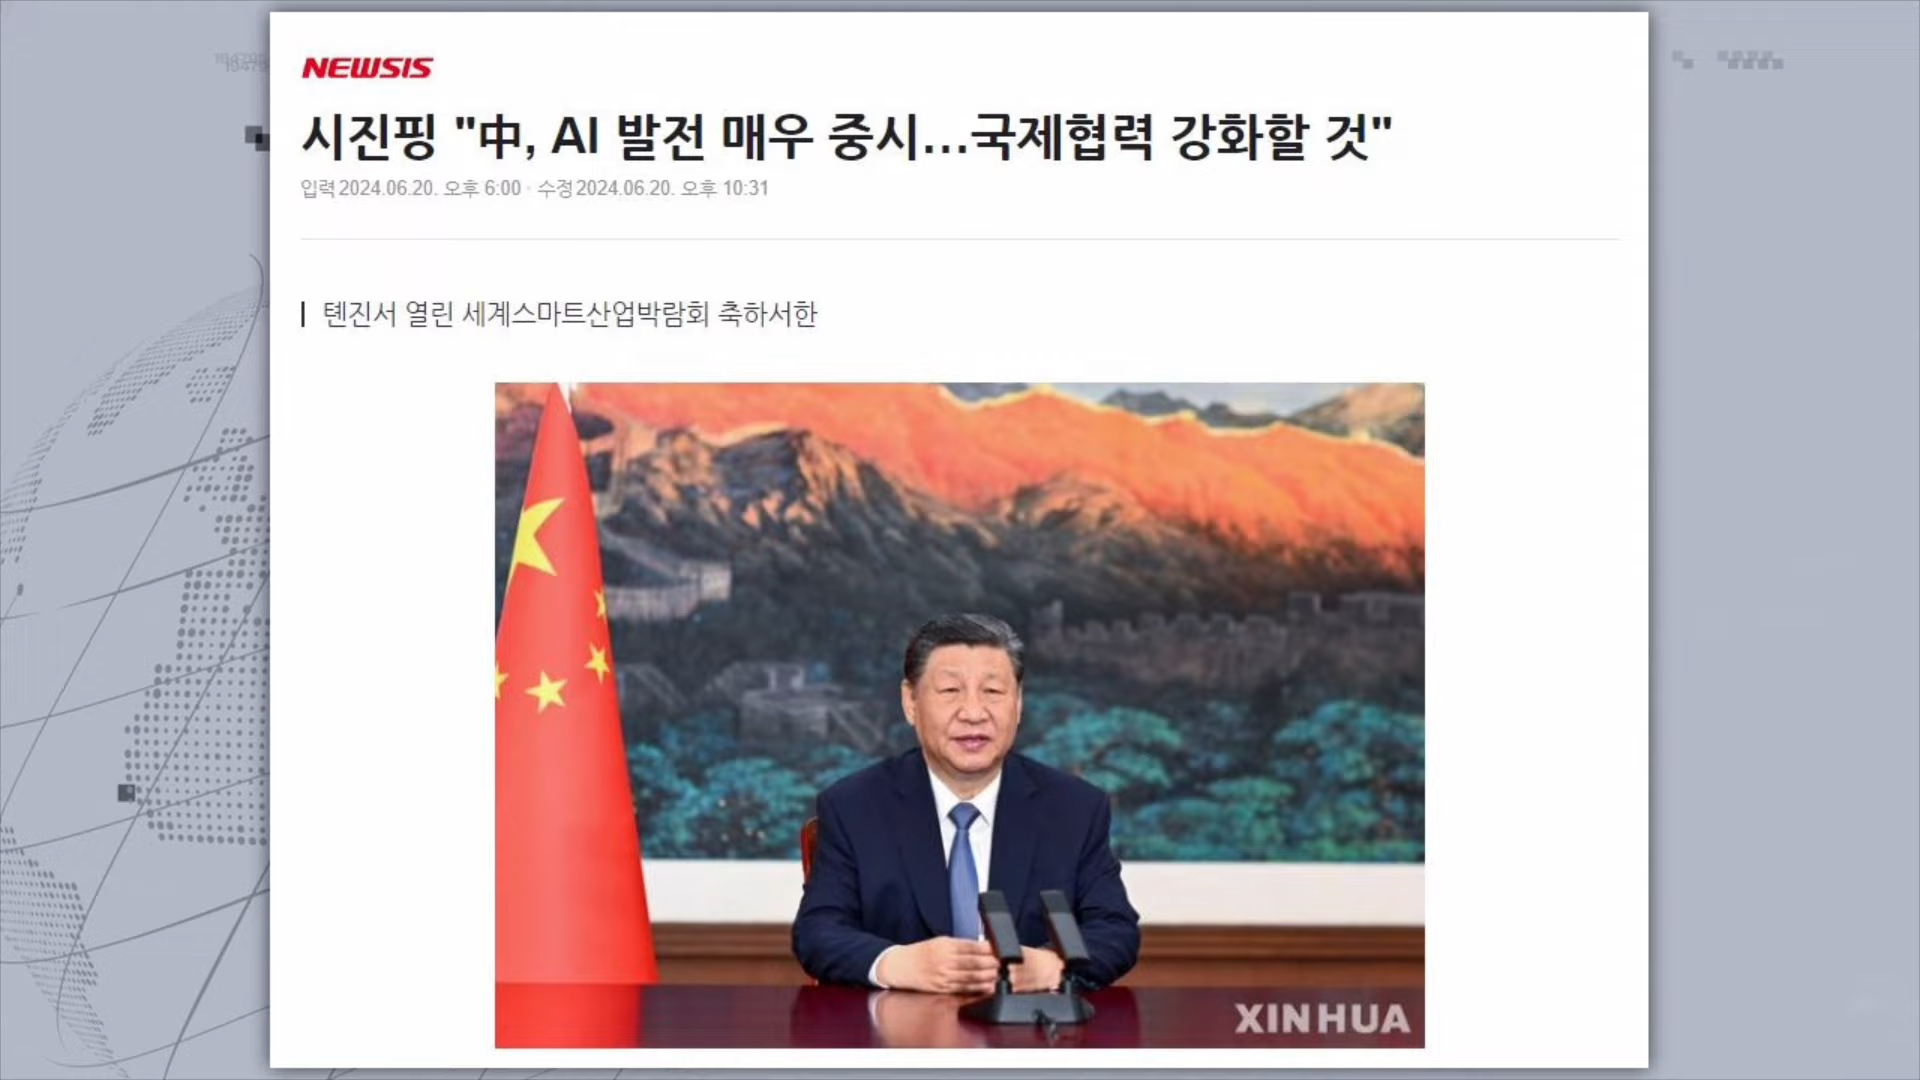 NEWSIS
시진핑 "中, AI 발전 매우 중시…국제협력 강화할 것"
입력 2024.06.20. 오후 6:00 · 수정 2024.06.20. 오후 10:31
톈진서 열린 세계스마트산업박람회 축하서한
XINHUA